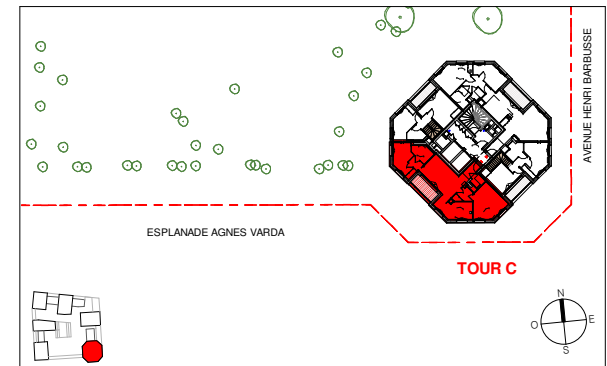 AVENUE HENRI BARBUSSE
ESPLANADE AGNES VARDA
TOUR C
N
O E
S